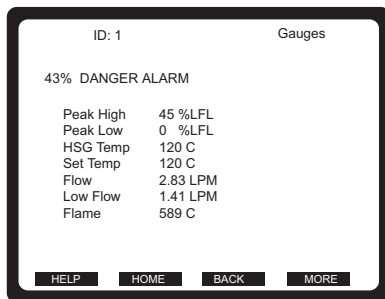 ID: 1 Gauges
43% DANGER ALARM
Peak High 45 %LFL
Peak Low 0 %LFL
HSG Temp 120 C
Set Temp 120 C
Flow 2.83 LPM
Low Flow 1.41 LPM
Flame 589 C
HELP HOME BACK MORE